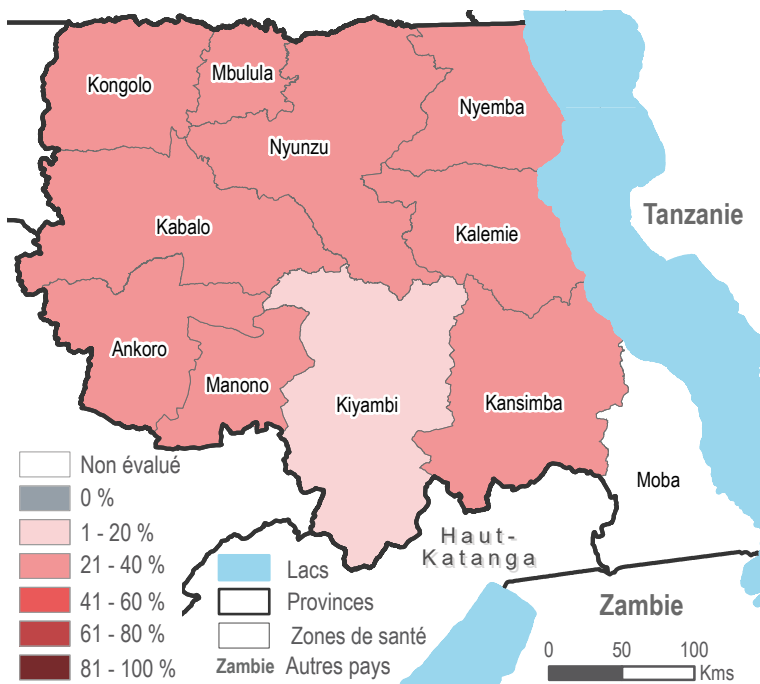 Kongolo
Mbulula
Nyemba
Nyunzu
Tanzanie
Kabalo
Kalemie
Ankoro
Manono
Kiyambi
Kansimba
Moba
Haut-
Katanga
Zambie
Non évalué
0 %
1 - 20 %
21 - 40 %
41 - 60 %
61 - 80 %
81 - 100 %
Lacs
Provinces
Zones de santé
Zambie Autres pays
0 50 100
Kms